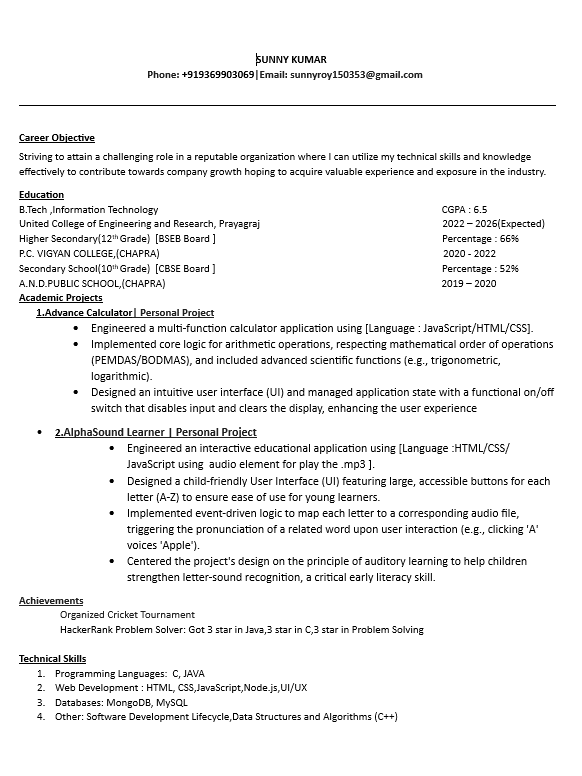 SUNNY KUMAR
Phone: +919369903069|Email: sunnyroy150353@gmail.com
Career Objective
Striving to attain a challenging role in a reputable organization where I can utilize my technical skills and knowledge
effectively to contribute towards company growth hoping to acquire valuable experience and exposure in the industry.
Education
B.Tech ,Information Technology CGPA : 6.5
United College of Engineering and Research, Prayagraj 2022 – 2026(Expected)
Higher Secondary(12th Grade) [BSEB Board ] Percentage : 66%
P.C. VIGYAN COLLEGE,(CHAPRA) 2020 - 2022
Secondary School(10th Grade) [CBSE Board ] Percentage : 52%
A.N.D.PUBLIC SCHOOL,(CHAPRA) 2019 – 2020
Academic Projects
1.Advance Calculator| Personal Project
• Engineered a multi-function calculator application using [Language : JavaScript/HTML/CSS].
• Implemented core logic for arithmetic operations, respecting mathematical order of operations
(PEMDAS/BODMAS), and included advanced scientific functions (e.g., trigonometric,
logarithmic).
• Designed an intuitive user interface (UI) and managed application state with a functional on/off
switch that disables input and clears the display, enhancing the user experience
• 2.AlphaSound Learner | Personal Project
• Engineered an interactive educational application using [Language :HTML/CSS/
JavaScript using audio element for play the .mp3 ].
• Designed a child-friendly User Interface (UI) featuring large, accessible buttons for each
letter (A-Z) to ensure ease of use for young learners.
• Implemented event-driven logic to map each letter to a corresponding audio file,
triggering the pronunciation of a related word upon user interaction (e.g., clicking 'A'
voices 'Apple').
• Centered the project's design on the principle of auditory learning to help children
strengthen letter-sound recognition, a critical early literacy skill.
Achievements
Organized Cricket Tournament
HackerRank Problem Solver: Got 3 star in Java,3 star in C,3 star in Problem Solving
Technical Skills
1. Programming Languages: C, JAVA
2. Web Development : HTML, CSS,JavaScript,Node.js,UI/UX
3. Databases: MongoDB, MySQL
4. Other: Software Development Lifecycle,Data Structures and Algorithms (C++)